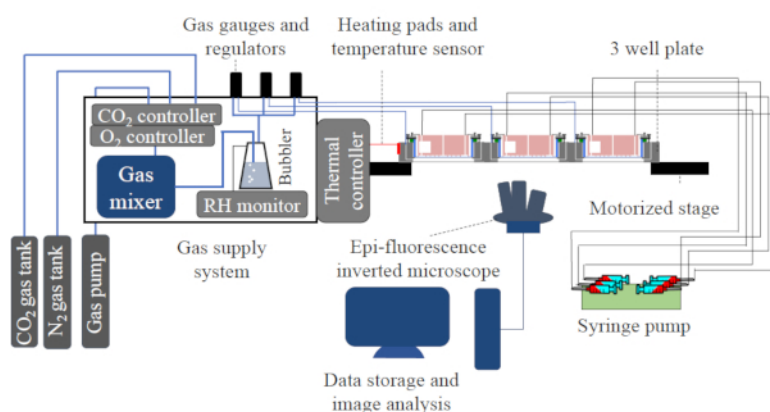 Gas gauges and
regulators
Heating pads and
temperature sensor
3 well plate
CO₂ controller
O₂ controller
Gas
mixer
Bubbler
RH monitor
Thermal
controller
Motorized stage
Gas supply
system
Epi-fluorescence
inverted microscope
CO₂ gas tank
N₂ gas tank
Gas pump
Syringe pump
Data storage and
image analysis